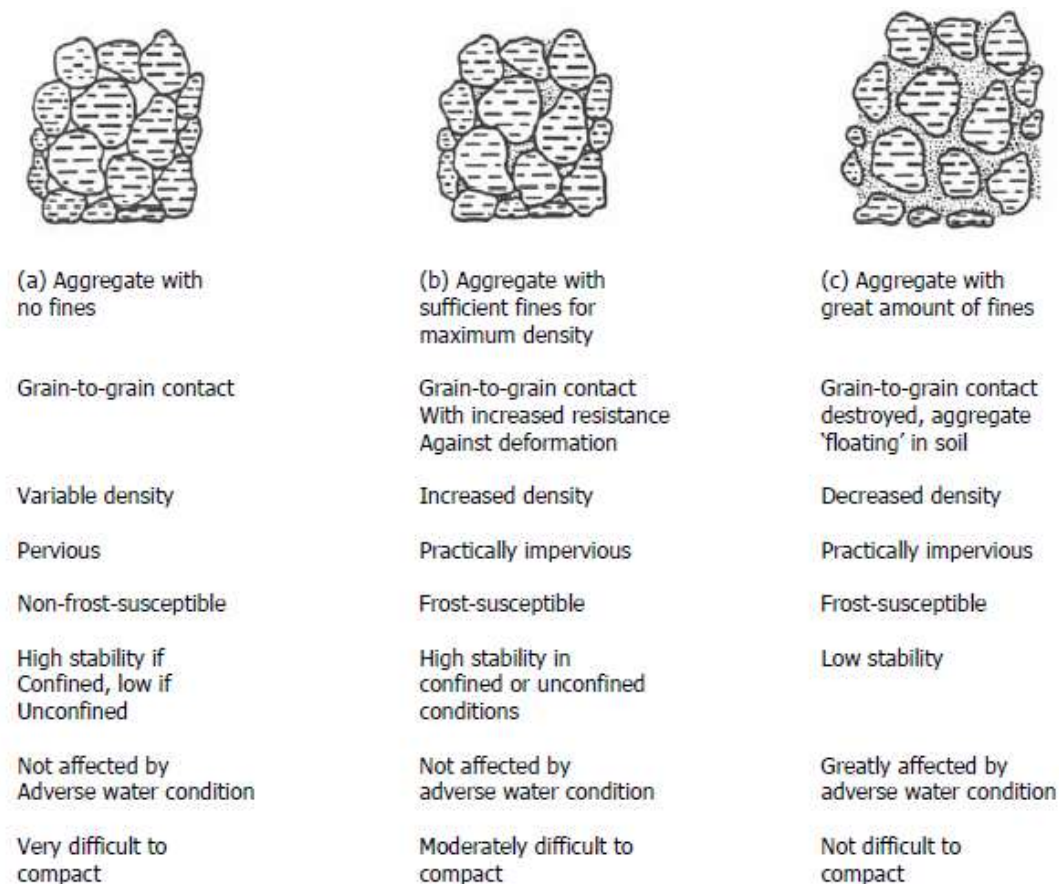 (a) Aggregate with
no fines
(b) Aggregate with
sufficient fines for
maximum density
(c) Aggregate with
great amount of fines
Grain-to-grain contact
Grain-to-grain contact
With increased resistance
Against deformation
Grain-to-grain contact
destroyed, aggregate
‘floating’ in soil
Variable density
Increased density
Decreased density
Pervious
Practically impervious
Practically impervious
Non-frost-susceptible
Frost-susceptible
Frost-susceptible
High stability if
Confined, low if
Unconfined
High stability in
confined or unconfined
conditions
Low stability
Not affected by
Adverse water condition
Not affected by
adverse water condition
Greatly affected by
adverse water condition
Very difficult to
compact
Moderately difficult to
compact
Not difficult to
compact